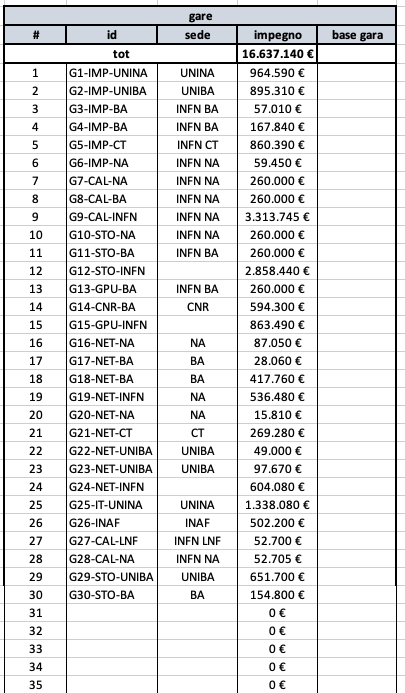 gare
# id sede impegno base gara
tot 16.637.140 €
1 G1-IMP-UNINA UNINA 964.590 €
2 G2-IMP-UNIBA UNIBA 895.310 €
3 G3-IMP-BA INFN BA 57.010 €
4 G4-IMP-BA INFN BA 167.840 €
5 G5-IMP-CT INFN CT 860.390 €
6 G6-IMP-NA INFN NA 59.450 €
7 G7-CAL-NA INFN NA 260.000 €
8 G8-CAL-BA INFN NA 260.000 €
9 G9-CAL-INFN INFN NA 3.313.745 €
10 G10-STO-NA INFN NA 260.000 €
11 G11-STO-BA INFN BA 260.000 €
12 G12-STO-INFN 2.858.440 €
13 G13-GPU-BA INFN BA 260.000 €
14 G14-CNR-BA CNR 594.300 €
15 G15-GPU-INFN 863.490 €
16 G16-NET-NA NA 87.050 €
17 G17-NET-BA BA 28.060 €
18 G18-NET-BA BA 417.760 €
19 G19-NET-INFN NA 536.480 €
20 G20-NET-NA NA 15.810 €
21 G21-NET-CT CT 269.280 €
22 G22-NET-UNIBA UNIBA 49.000 €
23 G23-NET-UNIBA UNIBA 97.670 €
24 G24-NET-INFN 604.080 €
25 G25-IT-UNINA UNINA 1.338.080 €
26 G26-INAF INAF 502.200 €
27 G27-CAL-LNF INFN LNF 52.700 €
28 G28-CAL-NA INFN NA 52.705 €
29 G29-STO-UNIBA UNIBA 651.700 €
30 G30-STO-BA BA 154.800 €
31 0 €
32 0 €
33 0 €
34 0 €
35 0 €